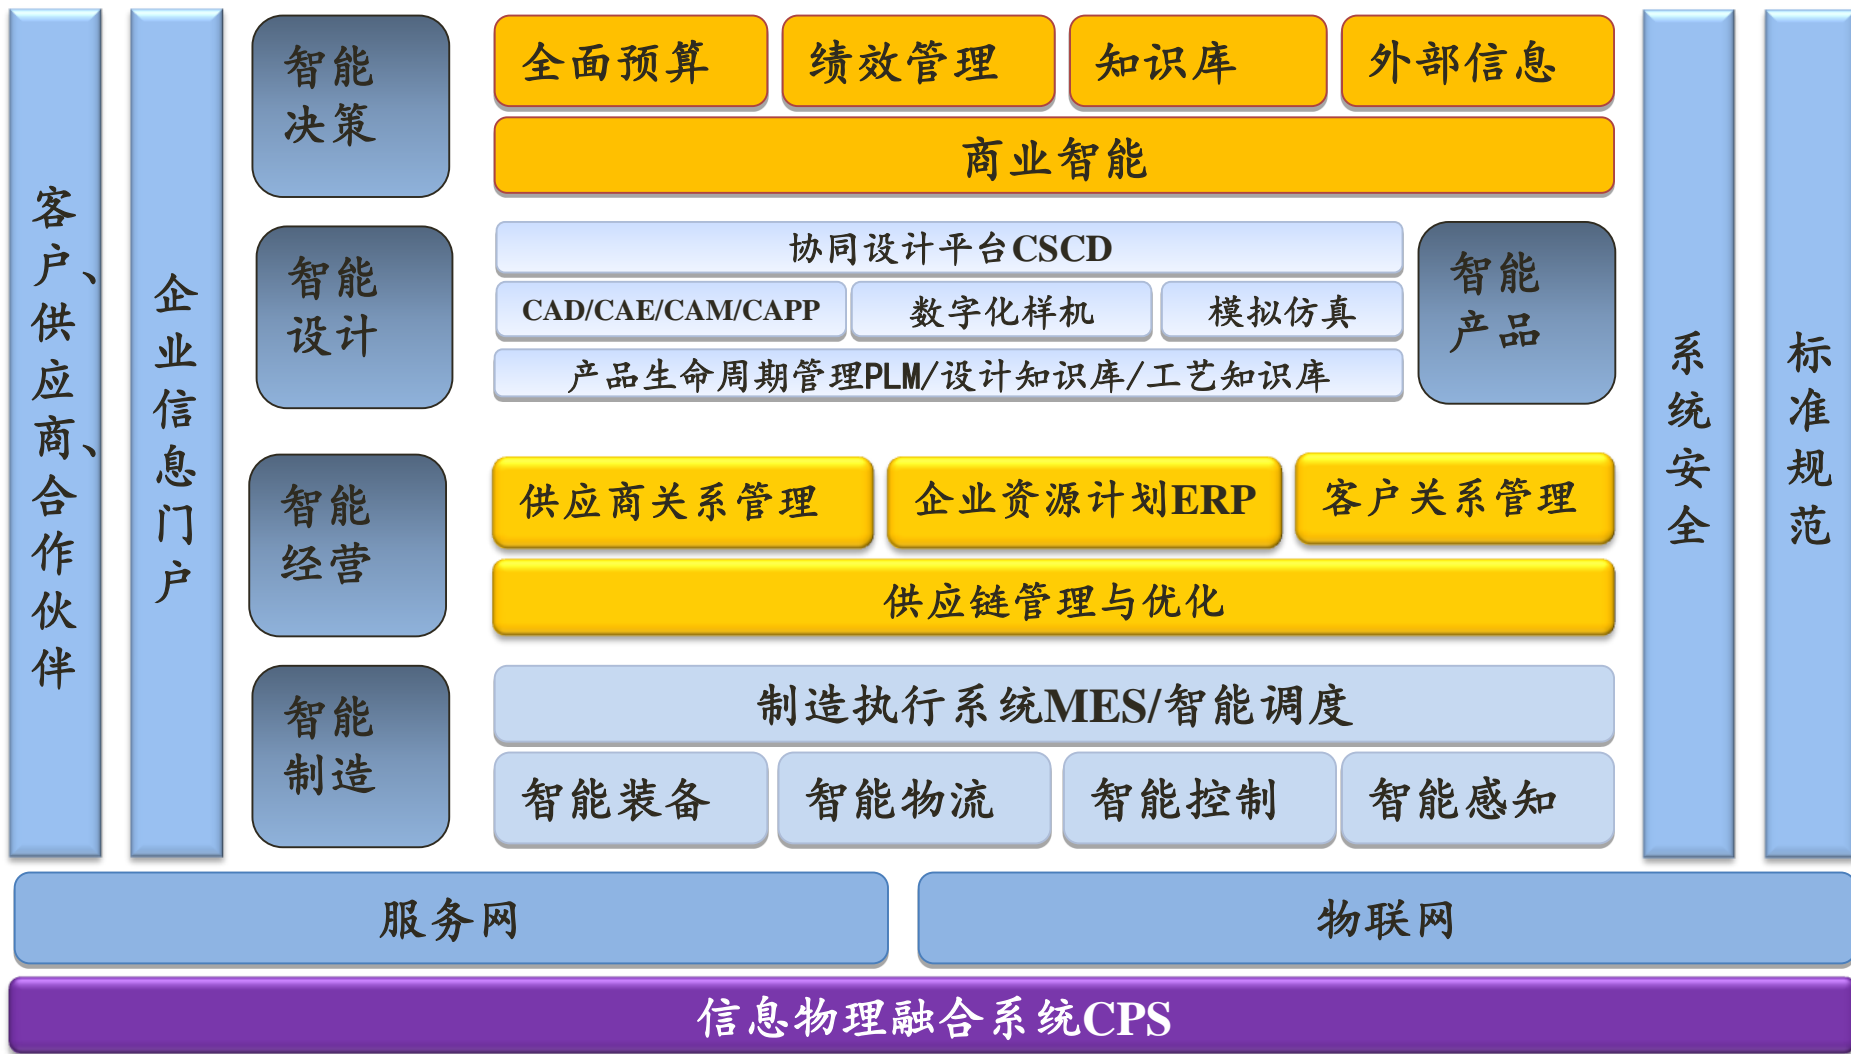 客户、供应商、合作伙伴
企业信息门户
智能
决策
全面预算
绩效管理
知识库
外部信息
商业智能
智能
设计
协同设计平台CSCD
CAD/CAE/CAM/CAPP
数字化样机
模拟仿真
产品生命周期管理PLM/设计知识库/工艺知识库
智能
产品
智能
经营
供应商关系管理
企业资源计划ERP
客户关系管理
供应链管理与优化
智能
制造
制造执行系统MES/智能调度
智能装备
智能物流
智能控制
智能感知
系统安全
标准规范
服务网
物联网
信息物理融合系统CPS